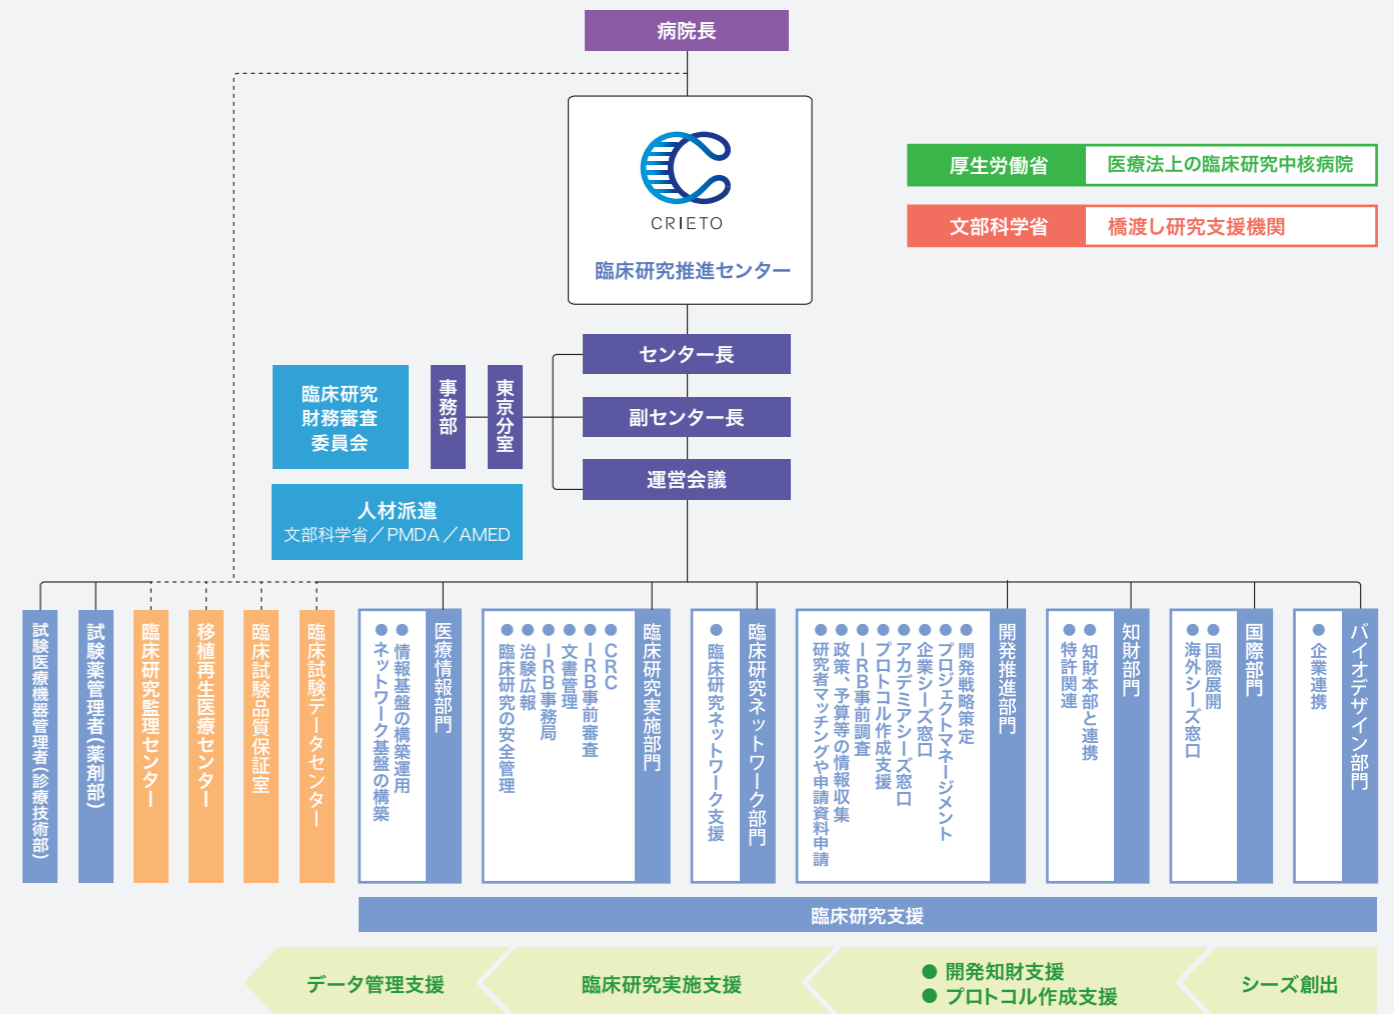 病院長
CRIETO
臨床研究推進センター
厚生労働省
医療法上の臨床研究中核病院
文部科学省
橋渡し研究支援機関
センター長
副センター長
運営会議
東京分室
事務部
臨床研究
財務審査
委員会
人材派遣
文部科学省／PMDA／AMED
バイオデザイン部門
● 企業連携
国際部門
● 国際展開
● 海外シーズ窓口
知財部門
● 知財本部と連携
● 特許関連
開発推進部門
● 開発戦略策定
● プロジェクトマネージメント
● 企業シーズ窓口
● アカデミアシーズ窓口
● プロトコル作成支援
● IRB事前調査
● 政策、予算等の情報収集
● 研究者マッチングや申請資料申請
臨床研究ネットワーク部門
● 臨床研究ネットワーク支援
臨床研究実施部門
● CRC
● IRB事前審査
● 文書管理
● IRB事務局
● 治験広報
● 臨床研究の安全管理
医療情報部門
● 情報基盤の構築運用
● ネットワーク基盤の構築
臨床試験データセンター
臨床試験品質保証室
移植再生医療センター
臨床研究監理センター
試験薬管理者(薬剤部)
試験医療機器管理者(診療技術部)
臨床研究支援
シーズ創出
● 開発知財支援
● プロトコル作成支援
臨床研究実施支援
データ管理支援